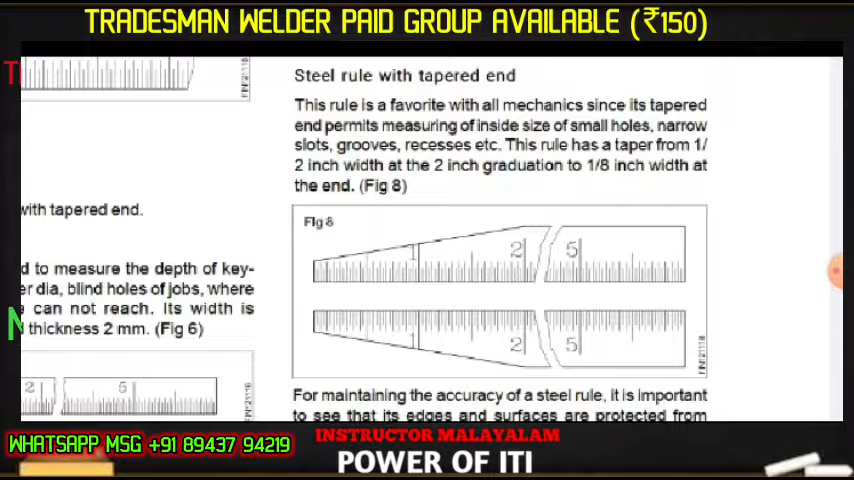 TRADESMAN WELDER PAID GROUP AVAILABLE (₹150)
with tapered end.
d to measure the depth of key-
er dia, blind holes of jobs, where
can not reach. Its width is
thickness 2 mm. (Fig 6)
2 5
Steel rule with tapered end
This rule is a favorite with all mechanics since its tapered
end permits measuring of inside size of small holes, narrow
slots, grooves, recesses etc. This rule has a taper from 1/
2 inch width at the 2 inch graduation to 1/8 inch width at
the end. (Fig 8)
Fig 8
1 2 5
1 2 5
For maintaining the accuracy of a steel rule, it is important
to see that its edges and surfaces are protected from
WHATSAPP MSG +91 89437 94219
INSTRUCTOR MALAYALAM
POWER OF ITI